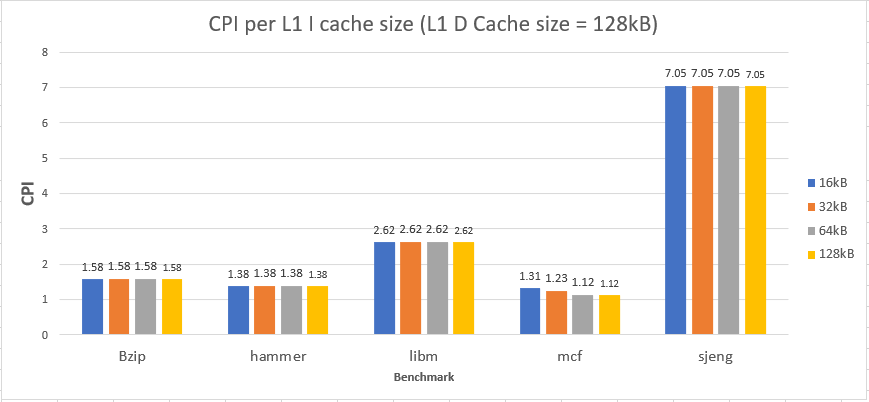 CPI per L1 I cache size (L1 D Cache size = 128kB)
8
7
6
5
4
3
2
1
0
CPI
1.58 1.58 1.58 1.58
1.38 1.38 1.38 1.38
2.62 2.62 2.62 2.62
1.31 1.23 1.12 1.12
7.05 7.05 7.05 7.05
Bzip hammer libm mcf sjeng
Benchmark
16kB
32kB
64kB
128kB